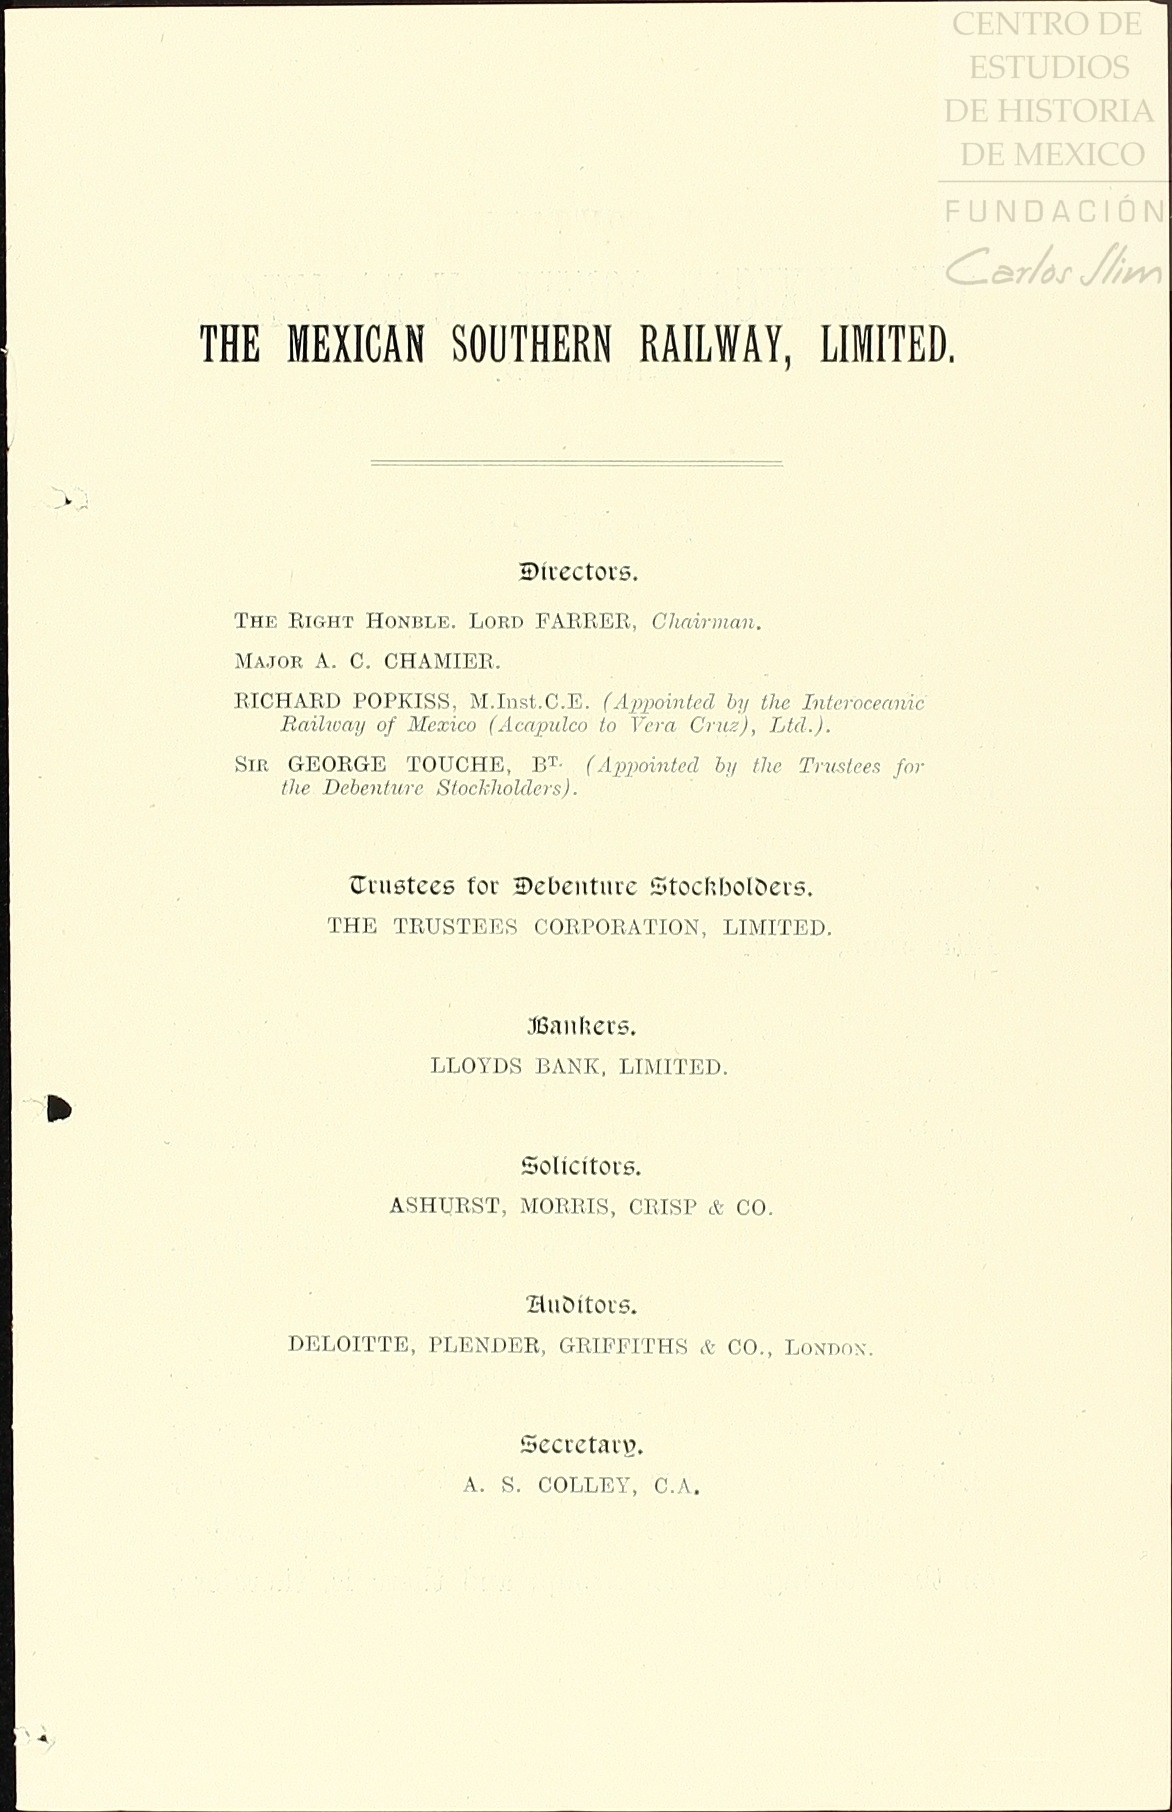 CENTRO DE
ESTUDIOS
DE HISTORIA
DE MEXICO
FUNDACIÓN
Carlos Slim
THE MEXICAN SOUTHERN RAILWAY, LIMITED.
Directors.
THE RIGHT HONBLE. LORD FARRER, Chairman.
MAJOR A. C. CHAMIER.
RICHARD POPKISS, M.Inst.C.E. (Appointed by the Interoceanic
Railway of Mexico (Acapulco to Vera Cruz), Ltd.).
SIR GEORGE TOUCHE, BT. (Appointed by the Trustees for
the Debenture Stockholders).
Trustees for Debenture Stockholders.
THE TRUSTEES CORPORATION, LIMITED.
Bankers.
LLOYDS BANK, LIMITED.
Solicitors.
ASHURST, MORRIS, CRISP & CO.
Auditors.
DELOITTE, PLENDER, GRIFFITHS & CO., LONDON.
Secretary.
A. S. COLLEY, C.A.